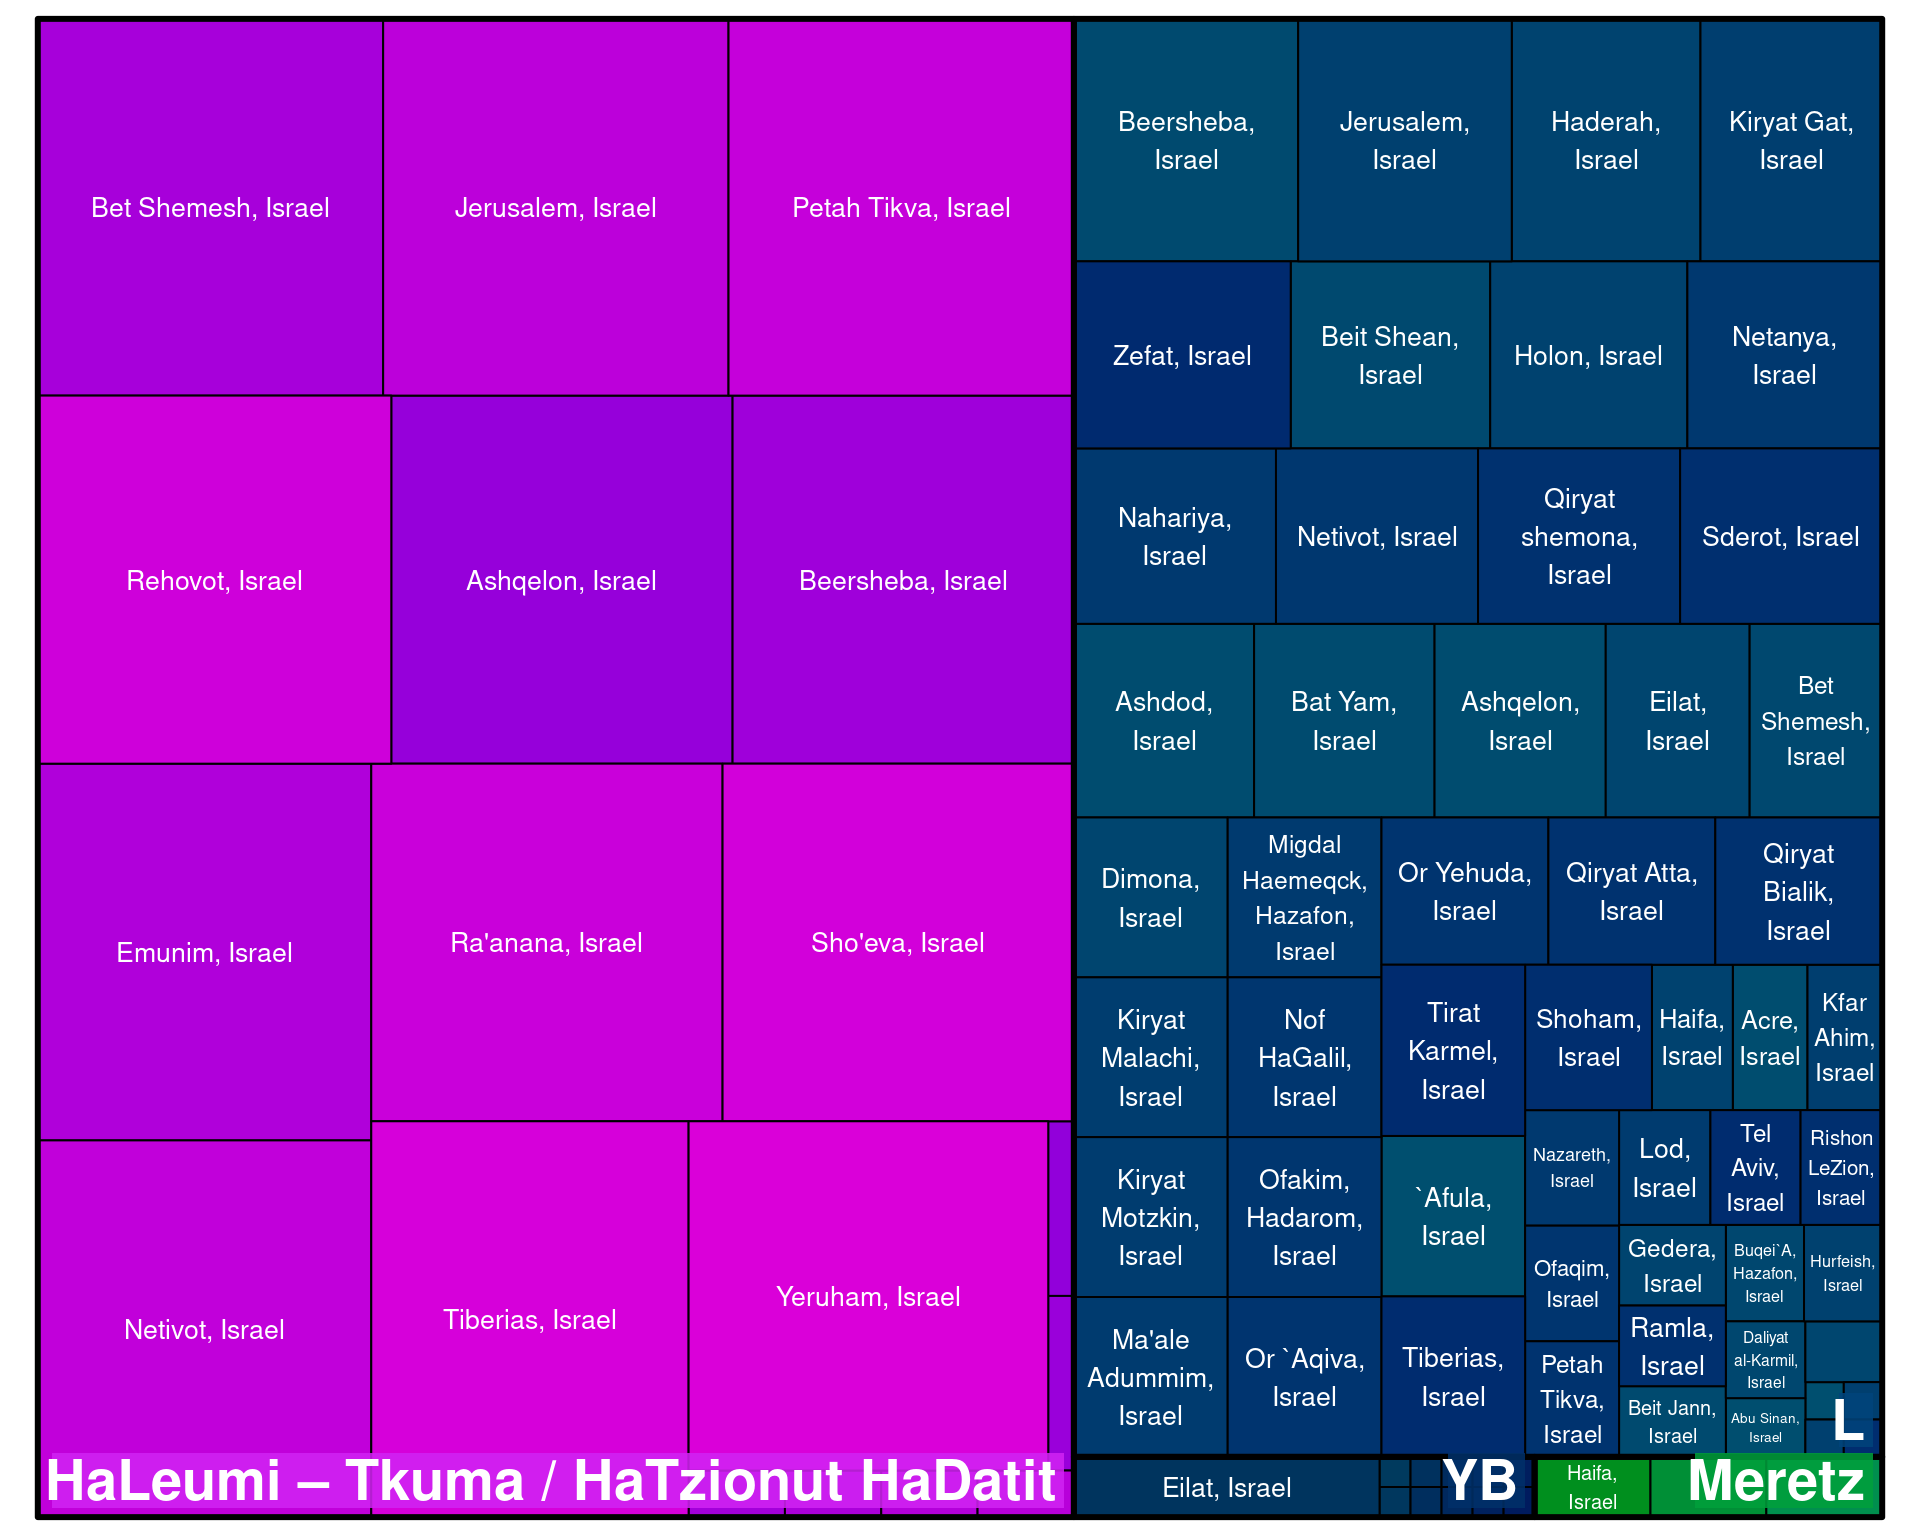 Bet Shemesh, Israel
Jerusalem, Israel
Petah Tikva, Israel
Rehovot, Israel
Ashqelon, Israel
Beersheba, Israel
Emunim, Israel
Ra'anana, Israel
Sho'eva, Israel
Netivot, Israel
Tiberias, Israel
Yeruham, Israel
HaLeumi – Tkuma / HaTzionut HaDatit
Beersheba,
Israel
Jerusalem,
Israel
Haderah,
Israel
Kiryat Gat,
Israel
Zefat, Israel
Beit Shean,
Israel
Holon, Israel
Netanya,
Israel
Nahariya,
Israel
Netivot, Israel
Qiryat
shemona,
Israel
Sderot, Israel
Ashdod,
Israel
Bat Yam,
Israel
Ashqelon,
Israel
Eilat,
Israel
Bet
Shemesh,
Israel
Dimona,
Israel
Migdal
Haemeqck,
Hazafon,
Israel
Or Yehuda,
Israel
Qiryat Atta,
Israel
Qiryat
Bialik,
Israel
Kiryat
Malachi,
Israel
Nof
HaGalil,
Israel
Tirat
Karmel,
Israel
Shoham,
Israel
Haifa,
Israel
Acre,
Israel
Kfar
Ahim,
Israel
Kiryat
Motzkin,
Israel
Ofakim,
Hadarom,
Israel
`Afula,
Israel
Nazareth,
Israel
Lod,
Israel
Tel
Aviv,
Israel
Rishon
LeZion,
Israel
Ofaqim,
Israel
Gedera,
Israel
Buqei`A,
Hazafon,
Israel
Hurfeish,
Israel
Ma'ale
Adummim,
Israel
Or `Aqiva,
Israel
Tiberias,
Israel
Petah
Tikva,
Israel
Ramla,
Israel
Daliyat
al-Karmil,
Israel
Beit Jann,
Israel
Abu Sinan,
Israel
L
Eilat, Israel
YB
Haifa,
Israel
Meretz